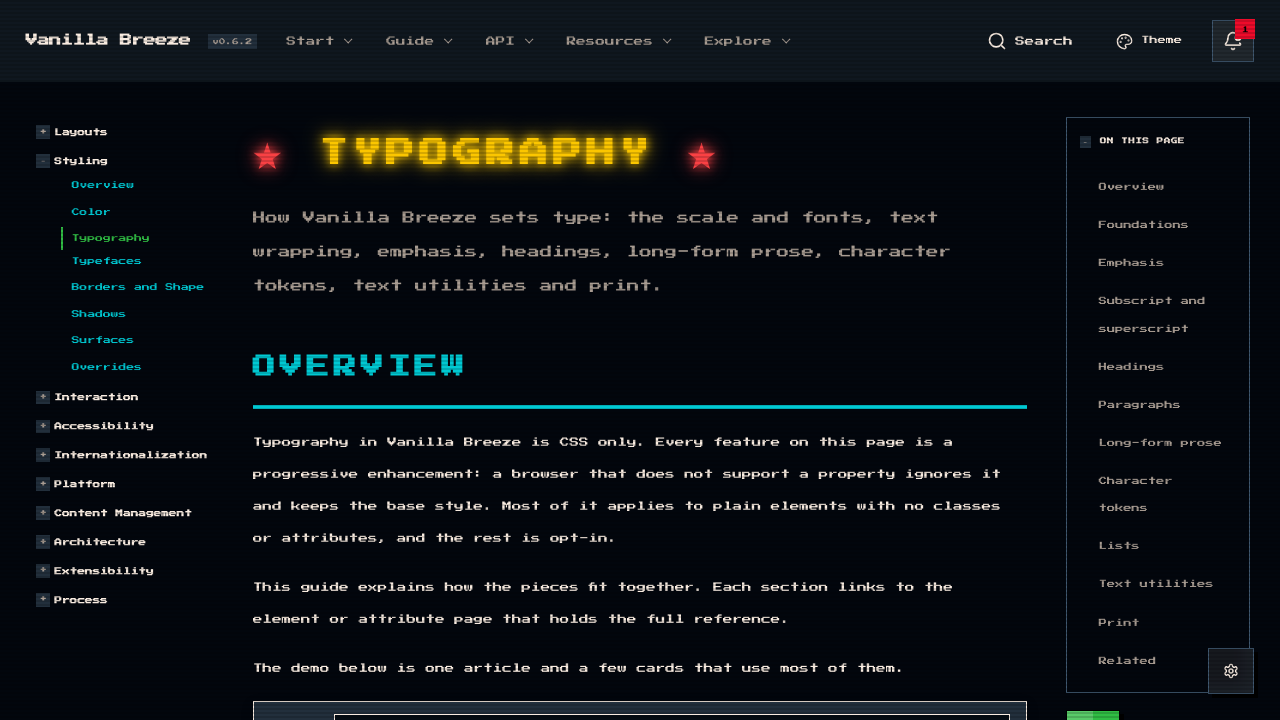 Vanilla Breeze v0.6.2 Start Guide API Resources Explore Search Theme
+ Layouts
- Styling
Overview
Color
Typography
Typefaces
Borders and Shape
Shadows
Surfaces
Overrides
+ Interaction
+ Accessibility
+ Internationalization
+ Platform
+ Content Management
+ Architecture
+ Extensibility
+ Process
★ TYPOGRAPHY ★
How Vanilla Breeze sets type: the scale and fonts, text
wrapping, emphasis, headings, long-form prose, character
tokens, text utilities and print.
OVERVIEW
Typography in Vanilla Breeze is CSS only. Every feature on this page is a
progressive enhancement: a browser that does not support a property ignores it
and keeps the base style. Most of it applies to plain elements with no classes
or attributes, and the rest is opt-in.
This guide explains how the pieces fit together. Each section links to the
element or attribute page that holds the full reference.
The demo below is one article and a few cards that use most of them.
- ON THIS PAGE
Overview
Foundations
Emphasis
Subscript and
superscript
Headings
Paragraphs
Long-form prose
Character
tokens
Lists
Text utilities
Print
Related